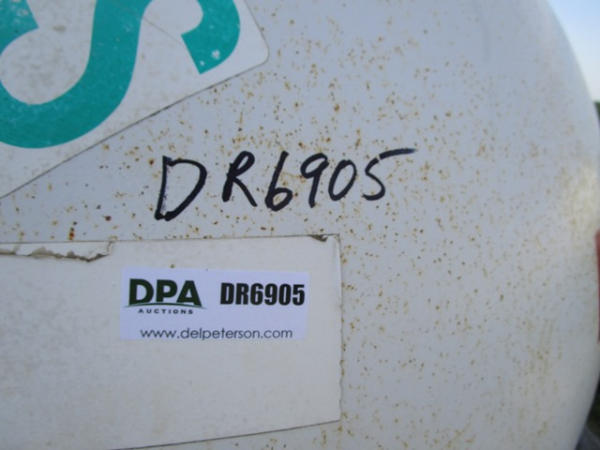 S
DR6905
DPA DR6905
AUCTIONS
www.delpeterson.com